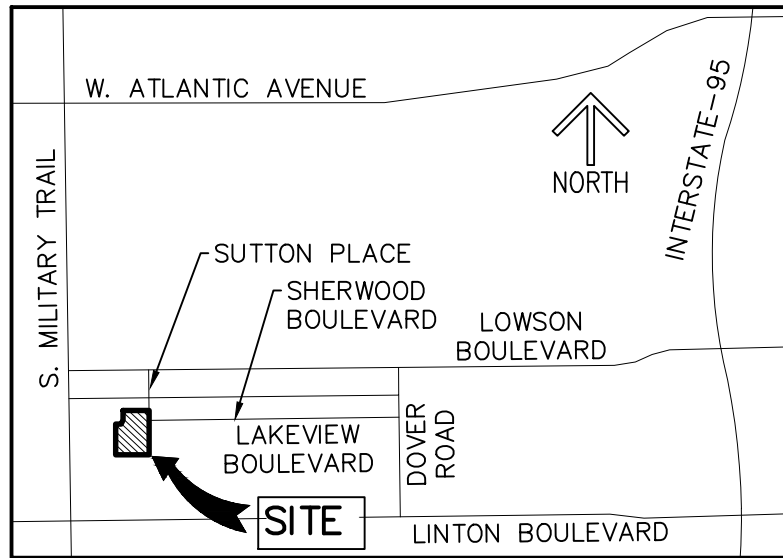 W. ATLANTIC AVENUE
INTERSTATE-95
NORTH
S. MILITARY TRAIL
SUTTON PLACE
SHERWOOD
BOULEVARD
LOWSON
BOULEVARD
LAKEVIEW
BOULEVARD
DOVER
ROAD
SITE
LINTON BOULEVARD